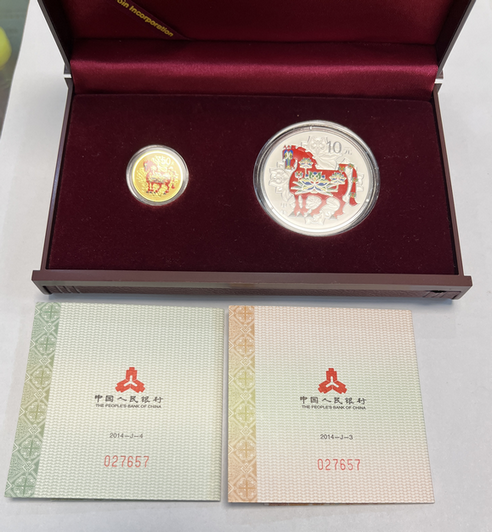 Coin Incorporation
10元
中国人民银行
THE PEOPLE'S BANK OF CHINA
2014—J—4
027657
中国人民银行
THE PEOPLE'S BANK OF CHINA
2014—J—3
027657